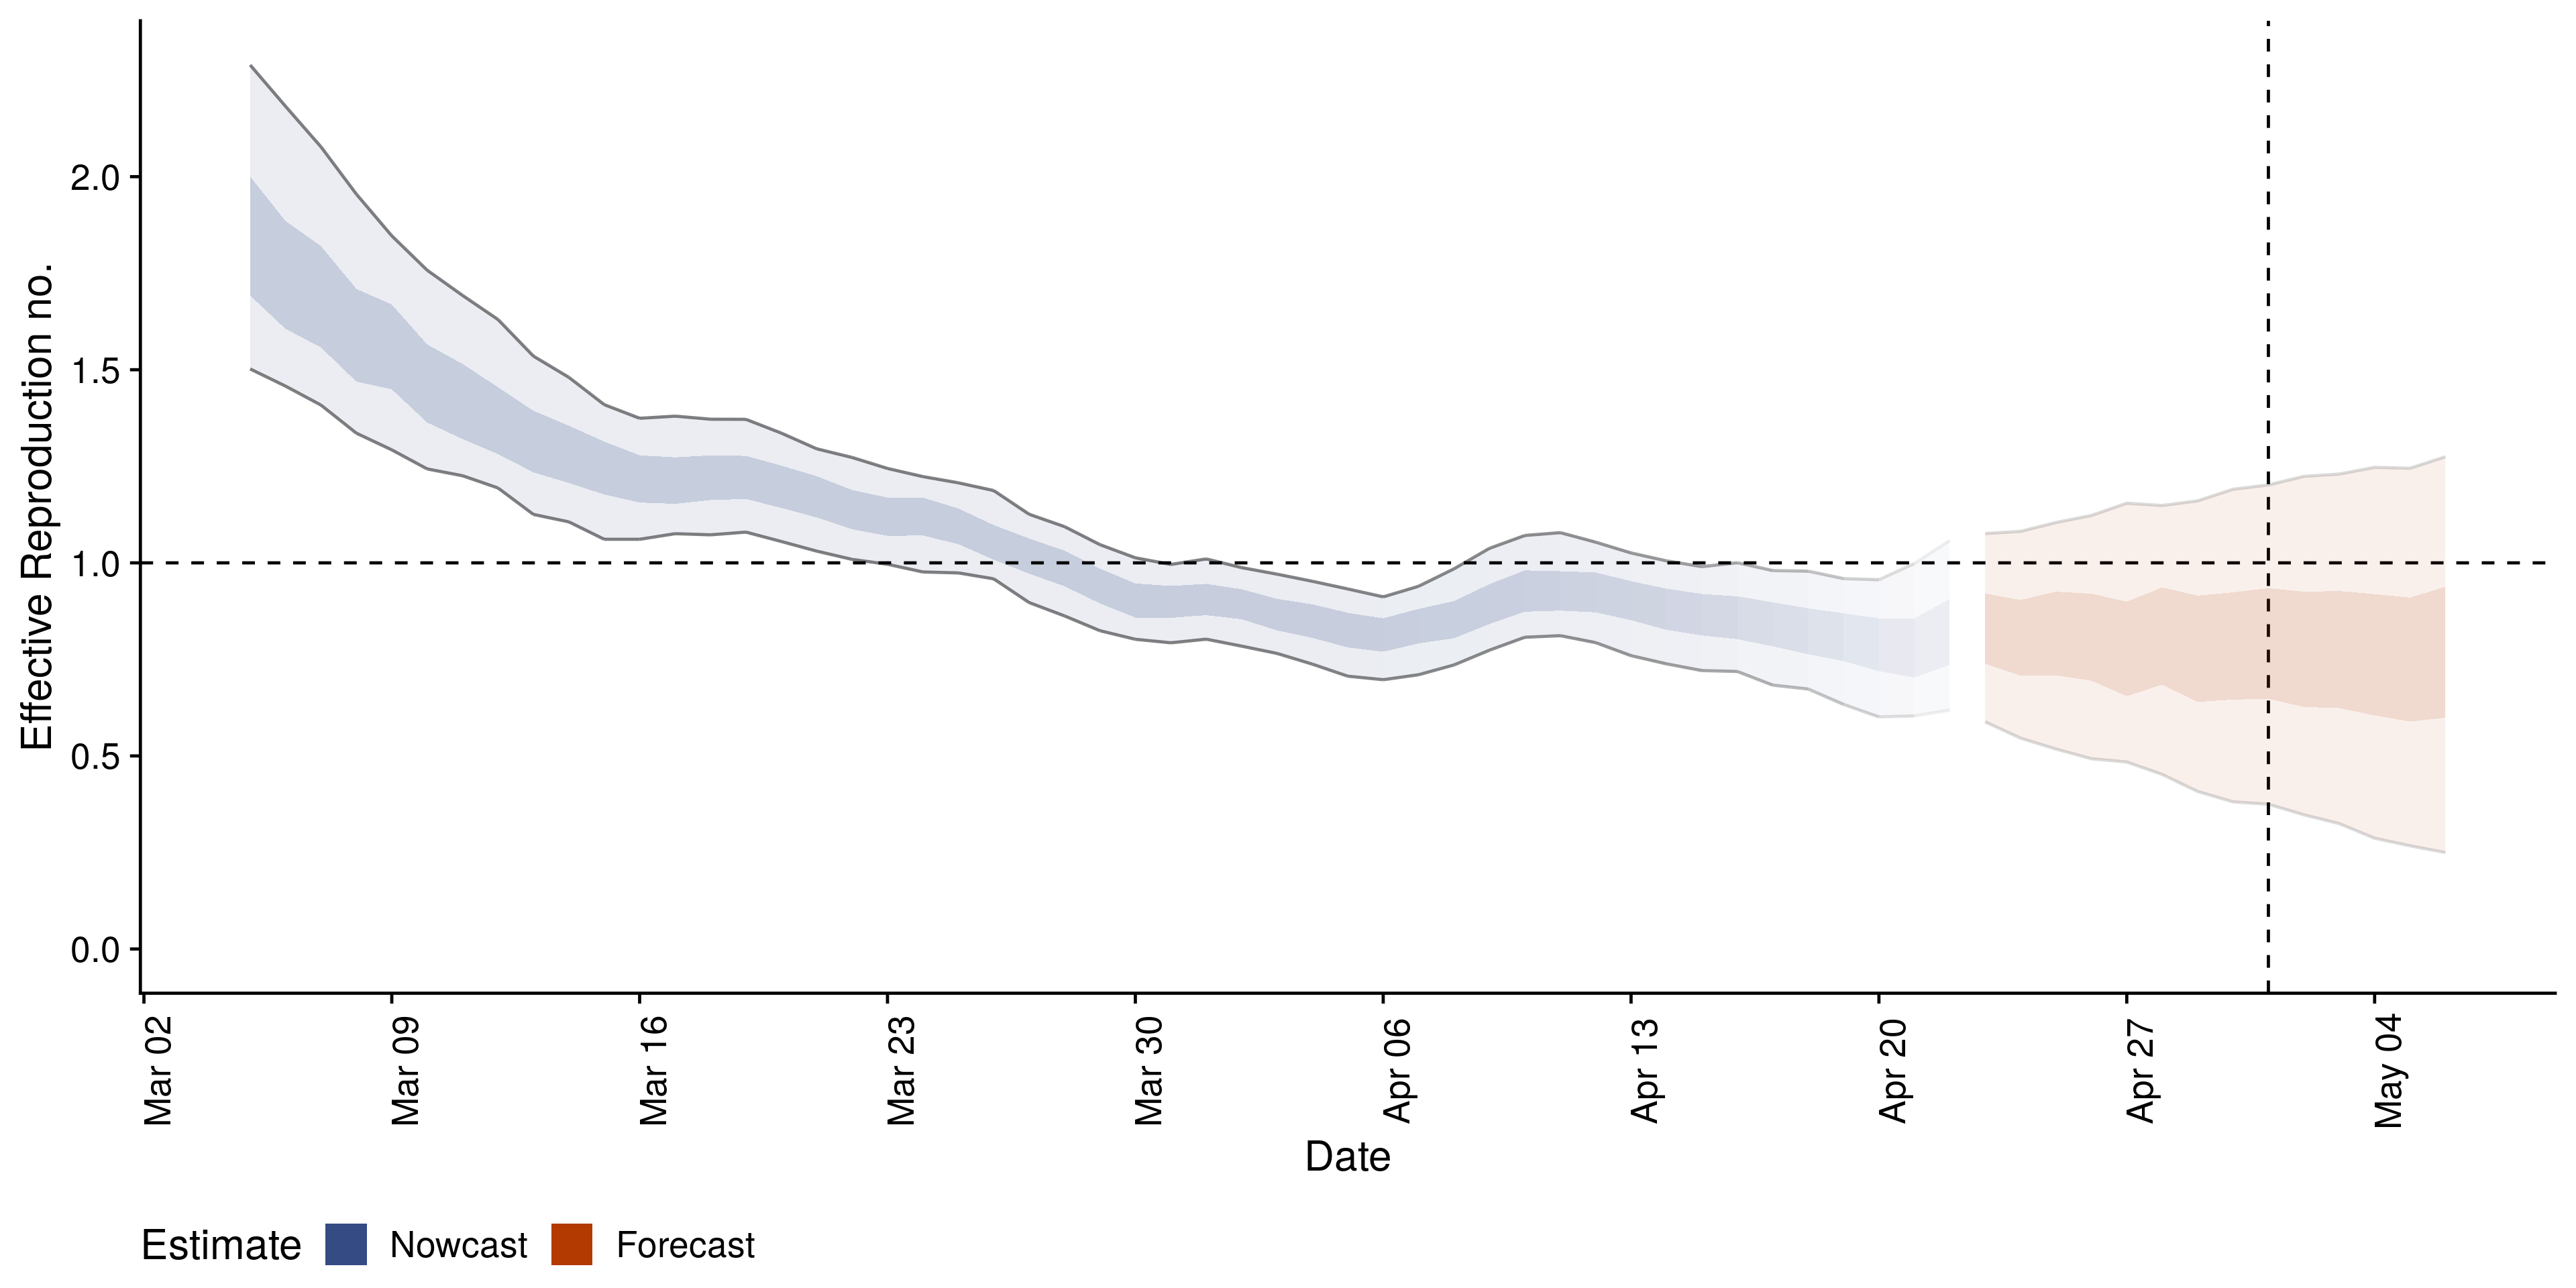 Effective Reproduction no.
2.0
1.5
1.0
0.5
0.0
Mar 02
Mar 09
Mar 16
Mar 23
Mar 30
Apr 06
Apr 13
Apr 20
Apr 27
May 04
Date
Estimate Nowcast Forecast